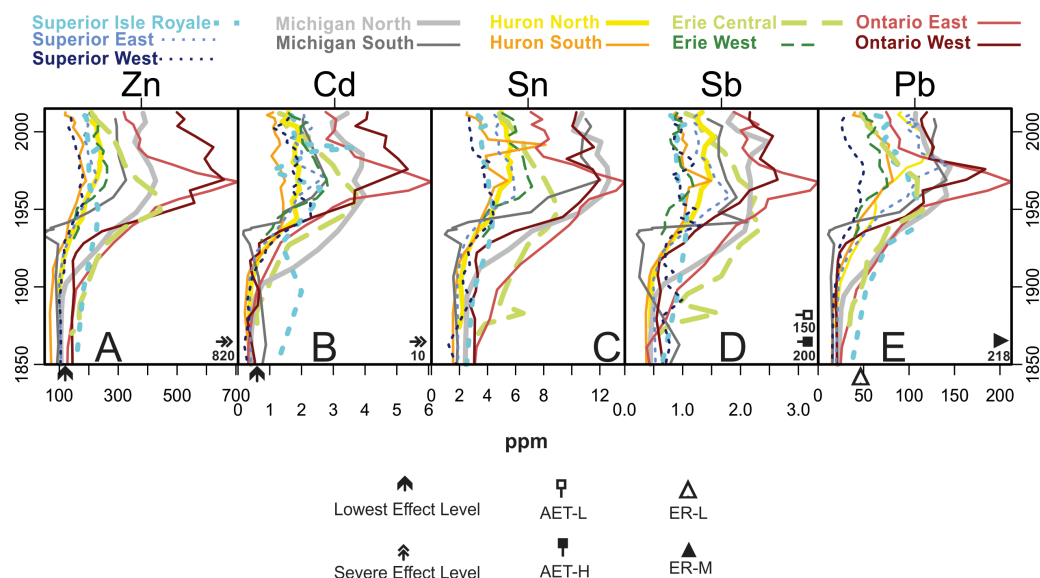 Superior Isle Royale
Superior East
Superior West
Michigan North
Michigan South
Huron North
Huron South
Erie Central
Erie West
Ontario East
Ontario West
Zn Cd Sn Sb Pb
2000 2000
1950 1950
1900 1900
1850 1850
A B C D E
820 10 150 200 218
100 300 500 700
0 1 2 3 4 5 6
0 2 4 6 8 12
0.0 1.0 2.0 3.0
0 50 100 150 200
ppm
Lowest Effect Level AET-L ER-L
Severe Effect Level AET-H ER-M